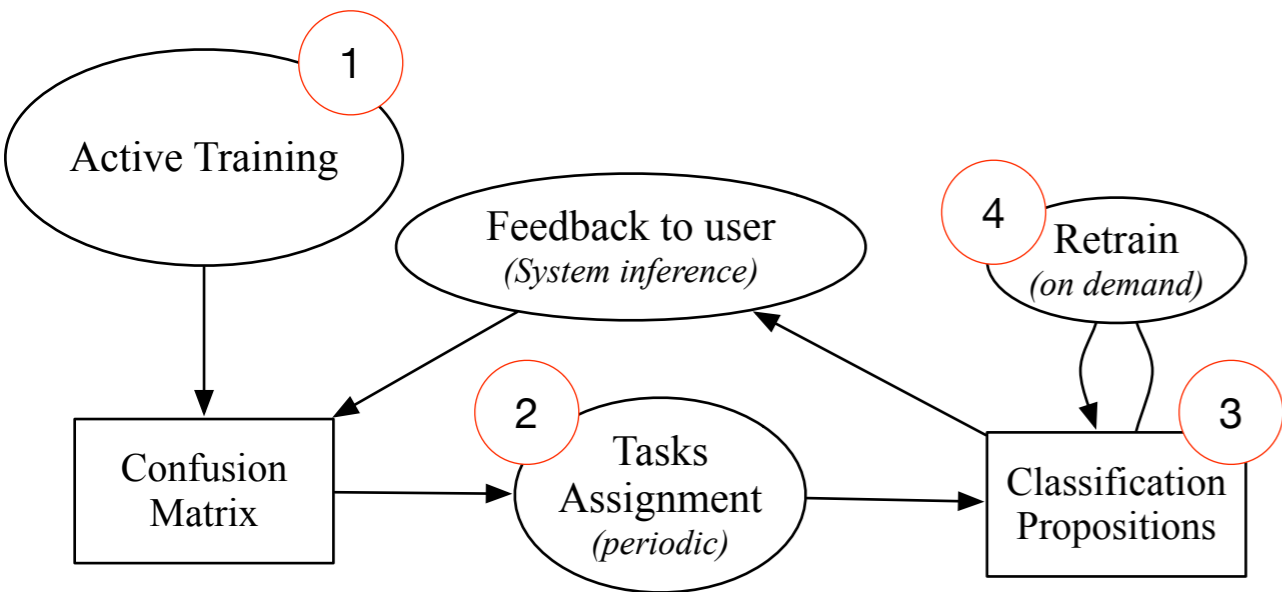 1
Active Training
Feedback to user
(System inference)
4
Retrain
(on demand)
2
Tasks
Assignment
(periodic)
3
Classification
Propositions
Confusion
Matrix